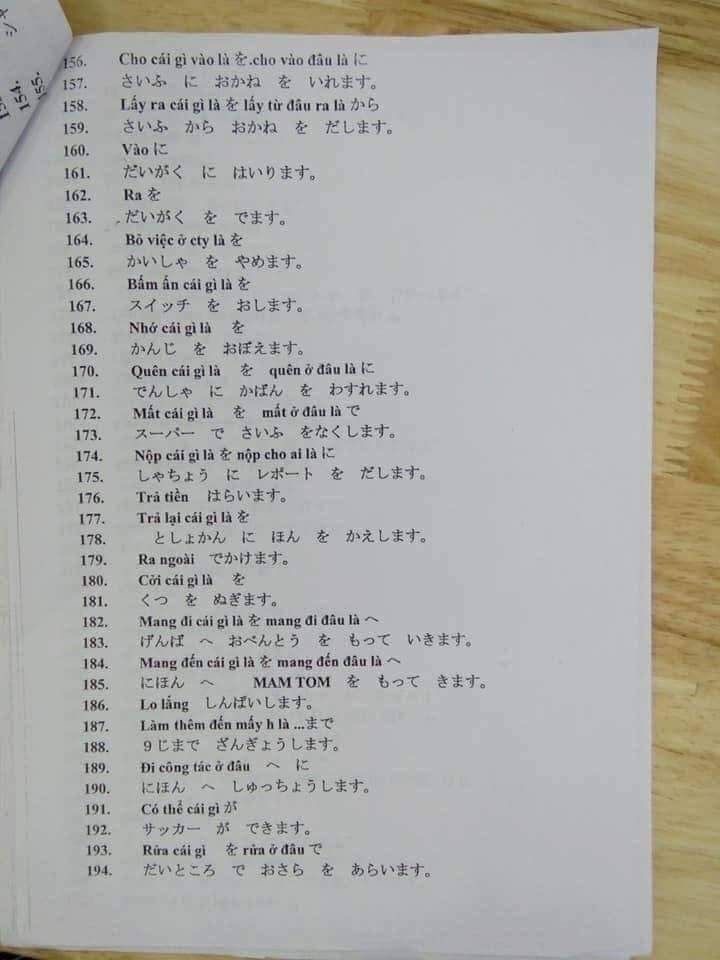 シャ
153.
154.
155.
156. Cho cái gì vào là を.cho vào đâu là に
157. さいふ に おかね を いれます。
158. Lấy ra cái gì là を lấy từ đâu ra là から
159. さいふ から おかね を だします。
160. Vào に
161. だいがく に はいります。
162. Ra を
163. だいがく を でます。
164. Bỏ việc ở cty là を
165. かいしゃ を やめます。
166. Bấm ấn cái gì là を
167. スイッチ を おします。
168. Nhớ cái gì là を
169. かんじ を おぼえます。
170. Quên cái gì là を quên ở đâu là に
171. でんしゃ に かばん を わすれます。
172. Mất cái gì là を mất ở đâu là で
173. スーパー で さいふ をなくします。
174. Nộp cái gì là を nộp cho ai là に
175. しゃちょう に レポート を だします。
176. Trả tiền はらいます。
177. Trả lại cái gì là を
178. としょかん に ほん を かえします。
179. Ra ngoài でかけます。
180. Cởi cái gì là を
181. くつ を ぬぎます。
182. Mang đi cái gì là を mang đi đâu là へ
183. げんば へ おべんとう を もって いきます。
184. Mang đến cái gì là を mang đến đâu là へ
185. にほん へ MAM TOM を もって きます。
186. Lo lắng しんぱいします。
187. Làm thêm đến mấy h là ...まで
188. 9じまで ざんぎょうします。
189. Đi công tác ở đâu へ に
190. にほん へ しゅっちょうします。
191. Có thể cái gì が
192. サッカー が できます。
193. Rửa cái gì を rửa ở đâu で
194. だいところ で おさら を あらいます。